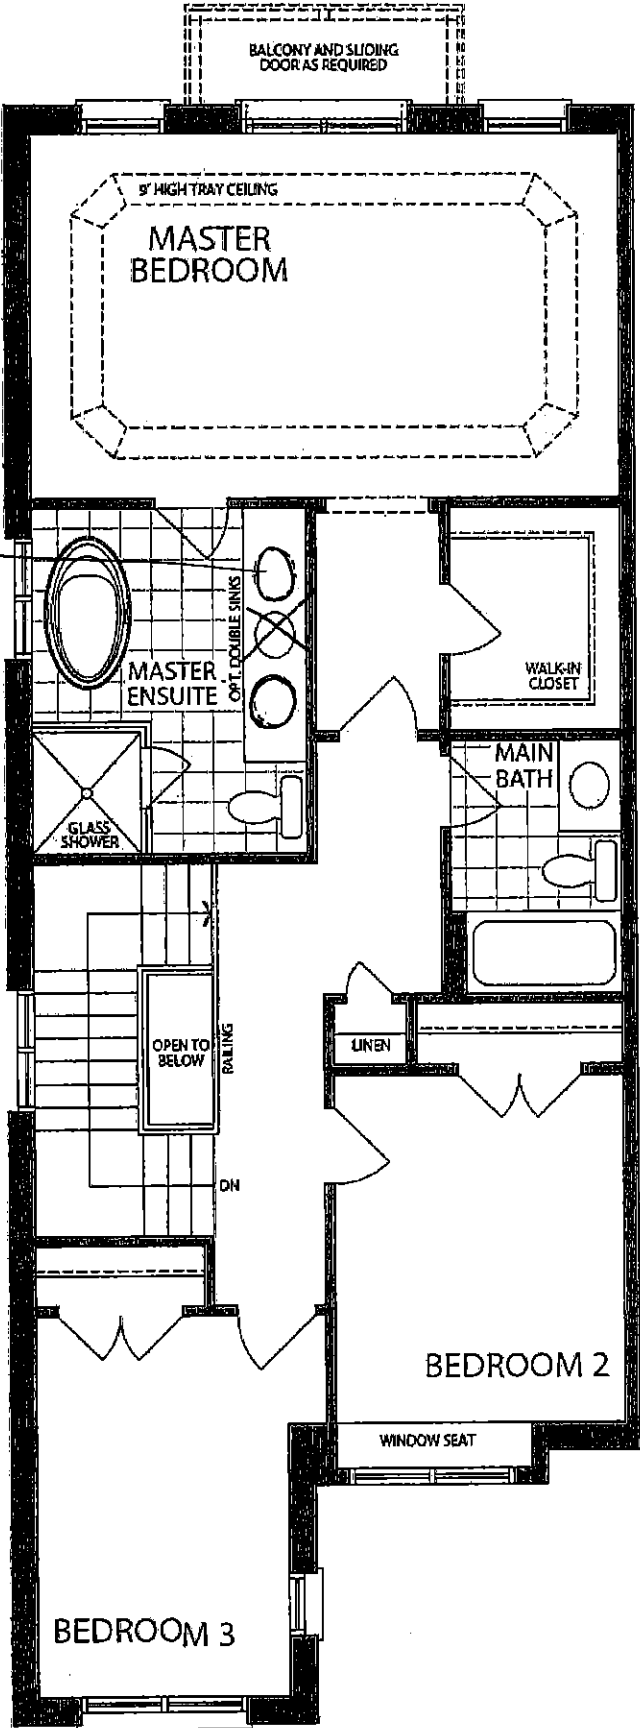 BALCONY AND SLIDING
DOOR AS REQUIRED
9' HIGH TRAY CEILING
MASTER
BEDROOM
OPT. DOUBLE SINKS
MASTER
ENSUITE
WALK-IN
CLOSET
MAIN
BATH
GLASS
SHOWER
OPEN TO
BELOW
RAILING
LINEN
DN
BEDROOM 2
WINDOW SEAT
BEDROOM 3